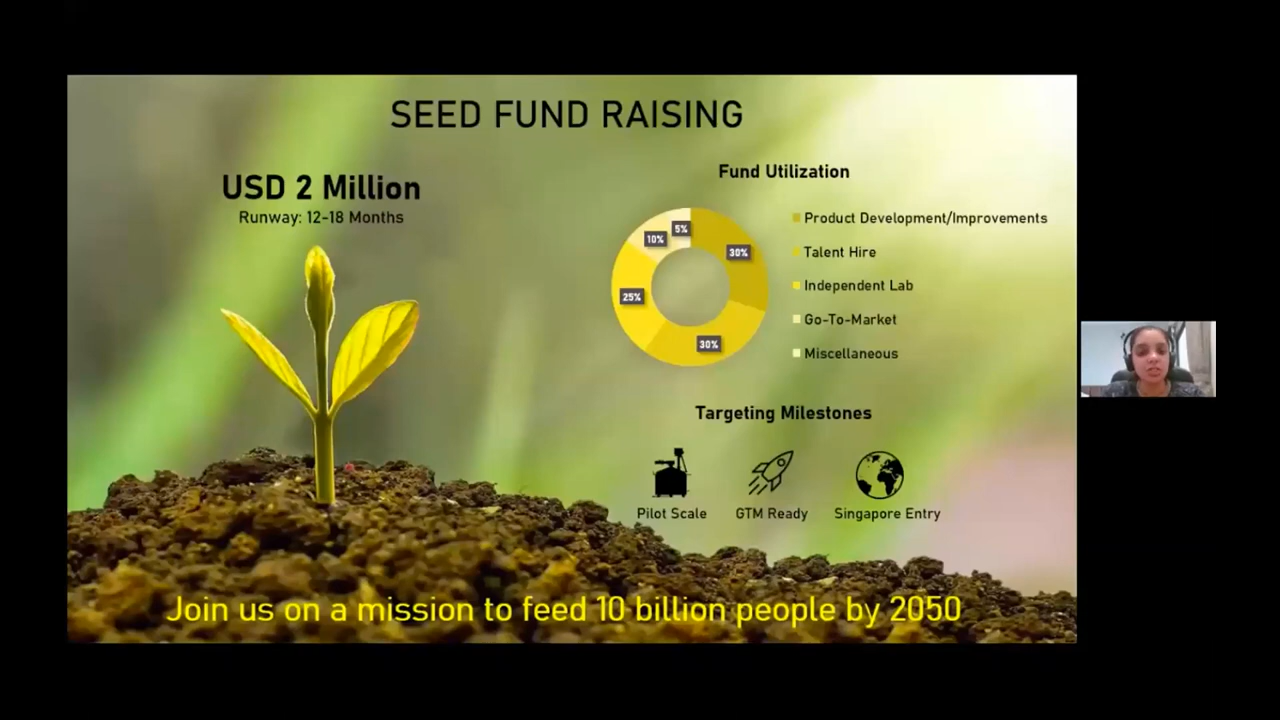 SEED FUND RAISING
USD 2 Million
Runway: 12-18 Months
Fund Utilization
5%
10%
30%
25%
30%
Product Development/Improvements
Talent Hire
Independent Lab
Go-To-Market
Miscellaneous
Targeting Milestones
Pilot Scale
GTM Ready
Singapore Entry
Join us on a mission to feed 10 billion people by 2050